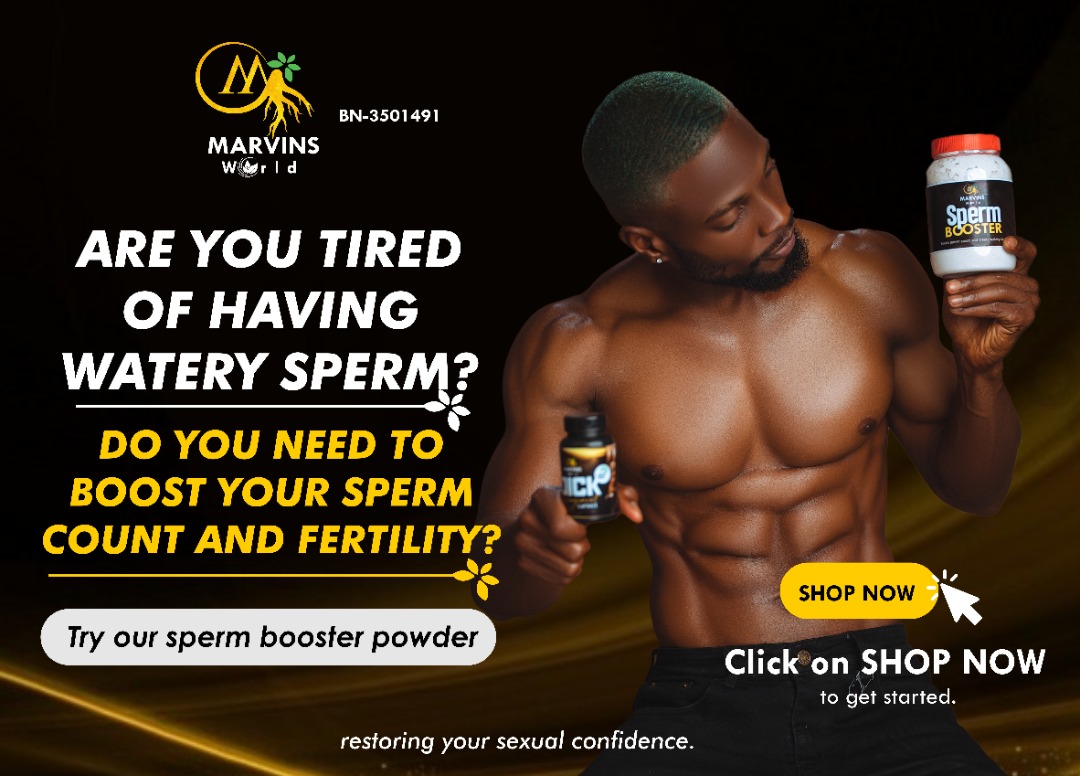 M
BN-3501491
MARVINS
World
ARE YOU TIRED
OF HAVING
WATERY SPERM?
DO YOU NEED TO
BOOST YOUR SPERM
COUNT AND FERTILITY?
Try our sperm booster powder
MARVINS
Sperm
BOOSTER
SHOP NOW
Click on SHOP NOW
to get started.
restoring your sexual confidence.